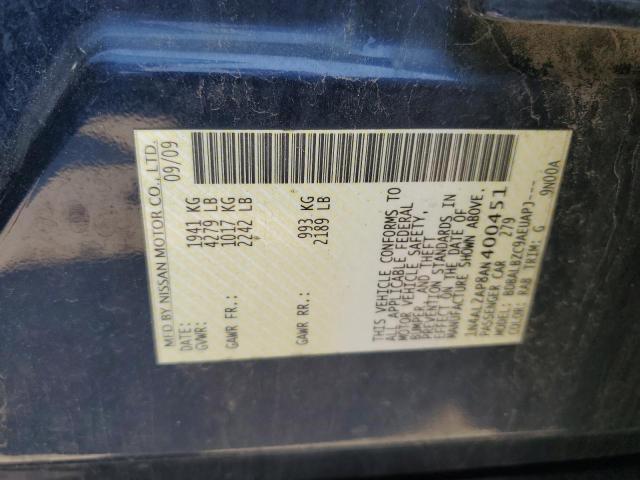 MFD BY NISSAN MOTOR CO., LTD.
DATE: 09/09
GVWR: 1941 KG
4279 LB
GAWR FR.: 1017 KG
2242 LB
GAWR RR.: 993 KG
2189 LB
THIS VEHICLE CONFORMS TO
ALL APPLICABLE FEDERAL
MOTOR VEHICLE SAFETY,
BUMPER, AND THEFT
PREVENTION STANDARDS IN
EFFECT ON THE DATE OF
MANUFACTURE SHOWN ABOVE.
1N4AL2AP8AN400451
PASSENGER CAR 279
MODEL: BDBALBZC9AEUAPJ---
COLOR: RAB TRIM: G 9N00A